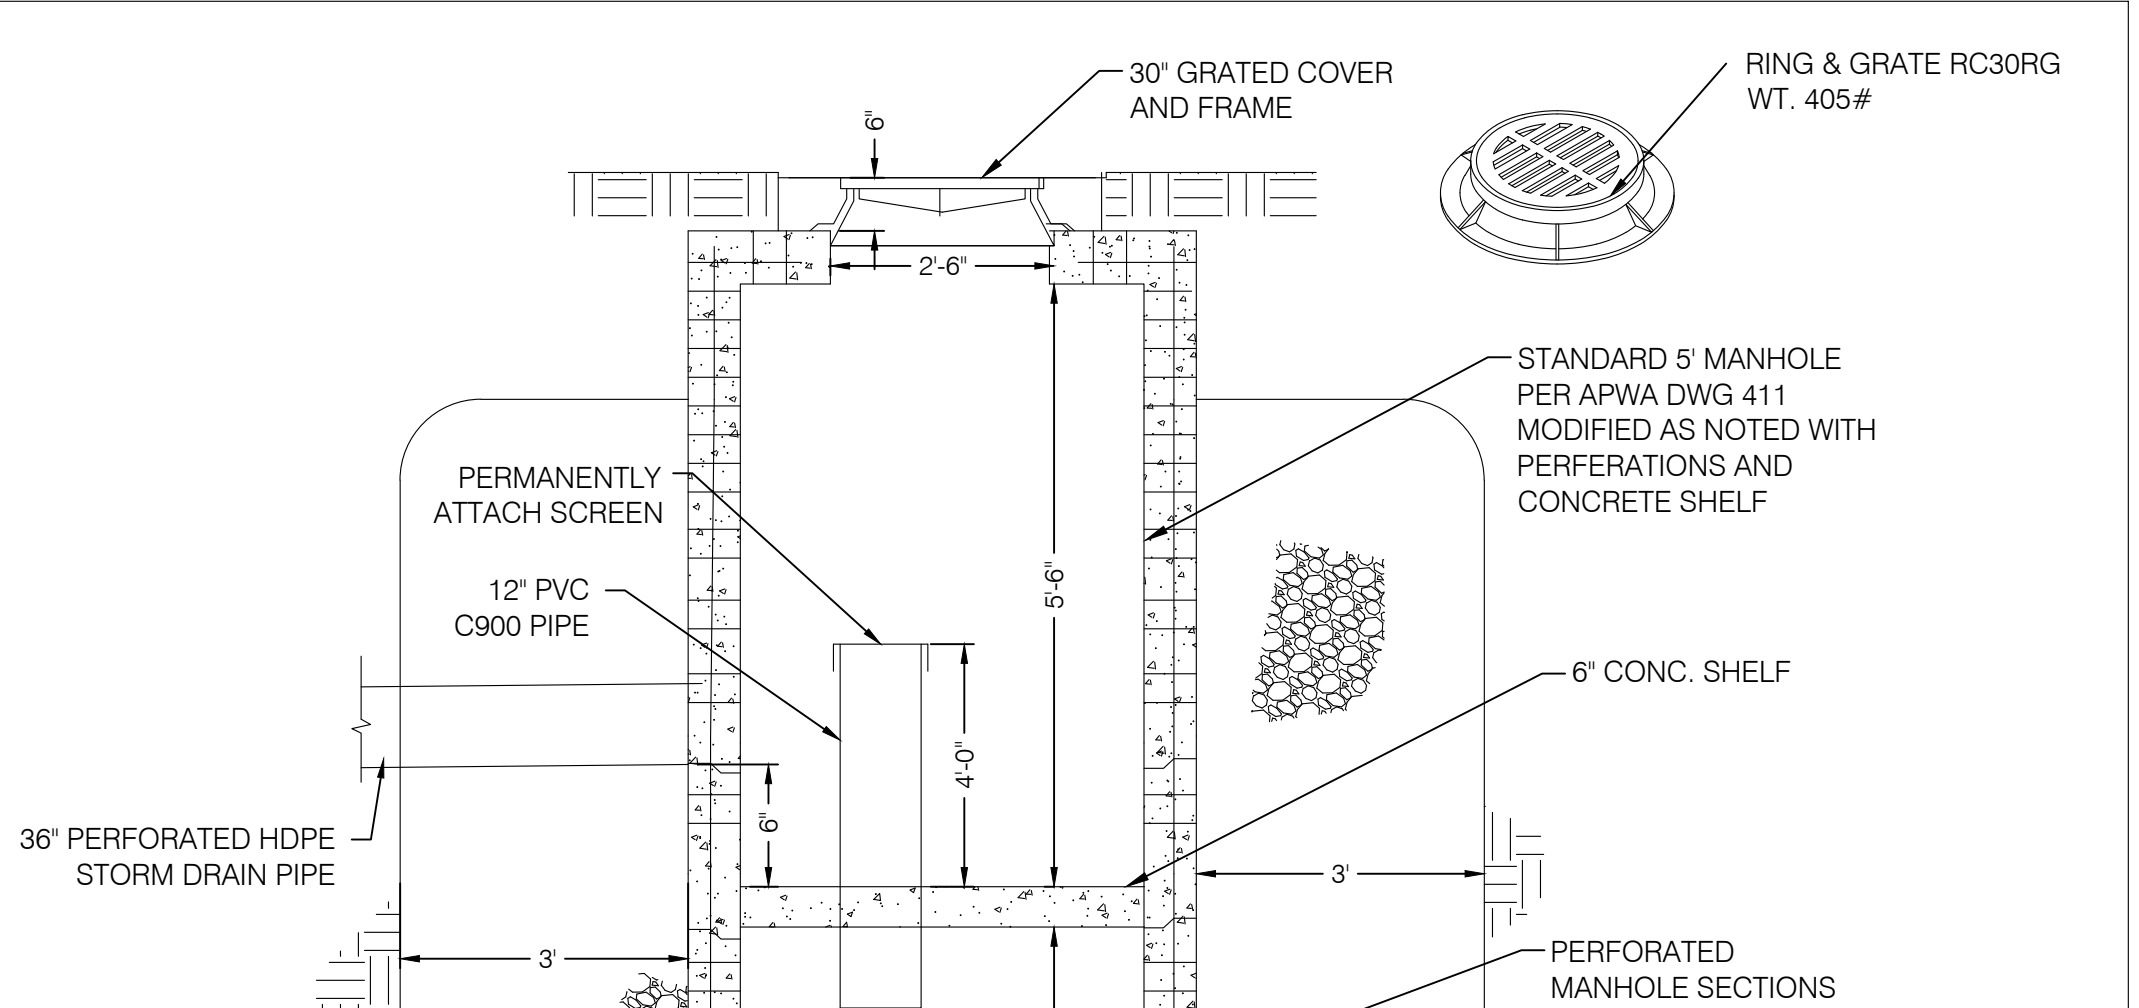 30" GRATED COVER
AND FRAME
RING & GRATE RC30RG
WT. 405#
6"
2'-6"
STANDARD 5' MANHOLE
PER APWA DWG 411
MODIFIED AS NOTED WITH
PERFERATIONS AND
CONCRETE SHELF
PERMANENTLY
ATTACH SCREEN
12" PVC
C900 PIPE
5'-6"
6" CONC. SHELF
4'-0"
6"
36" PERFORATED HDPE
STORM DRAIN PIPE
3'
3'
PERFORATED
MANHOLE SECTIONS